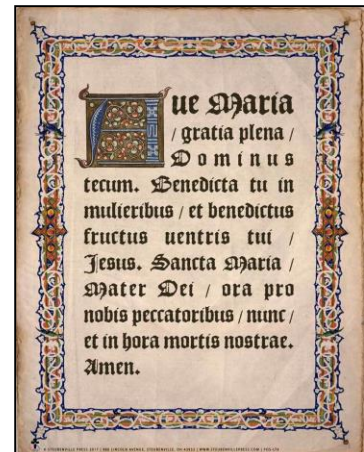 Aue Maria
/ gratia plena /
Dominus
tecum. Benedicta tu in
mulieribus / et benedictus
fructus uentris tui /
Jesus. Sancta Maria /
Mater Dei / ora pro
nobis peccatoribus / nunc /
et in hora mortis nostrae.
Amen.